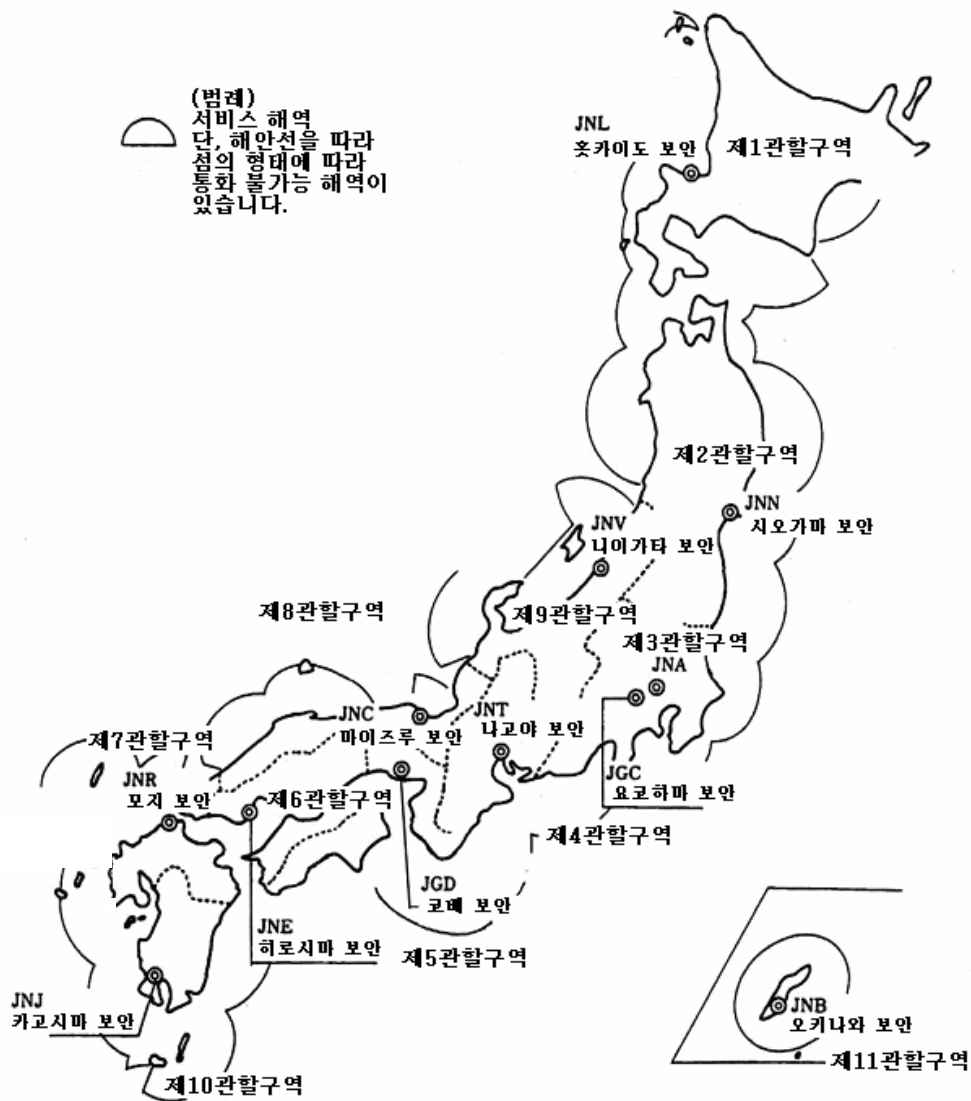 (범례)
서비스 해역
단, 해안선을 따라
섬의 형태에 따라
통화 불가능 해역이
있습니다.
JNL
홋카이도 보안
제1관할구역
제2관할구역
JNN
시오가마 보안
JNV
니이가타 보안
제8관할구역
제9관할구역
제3관할구역
JNA
JNC
마이즈루 보안
JNT
나고야 보안
제7관할구역
JNR
모지 보안
제6관할구역
JGC
요코하마 보안
제4관할구역
JGD
코베 보안
JNE
히로시마 보안
제5관할구역
JNJ
카고시마 보안
제10관할구역
JNB
오키나와 보안
제11관할구역